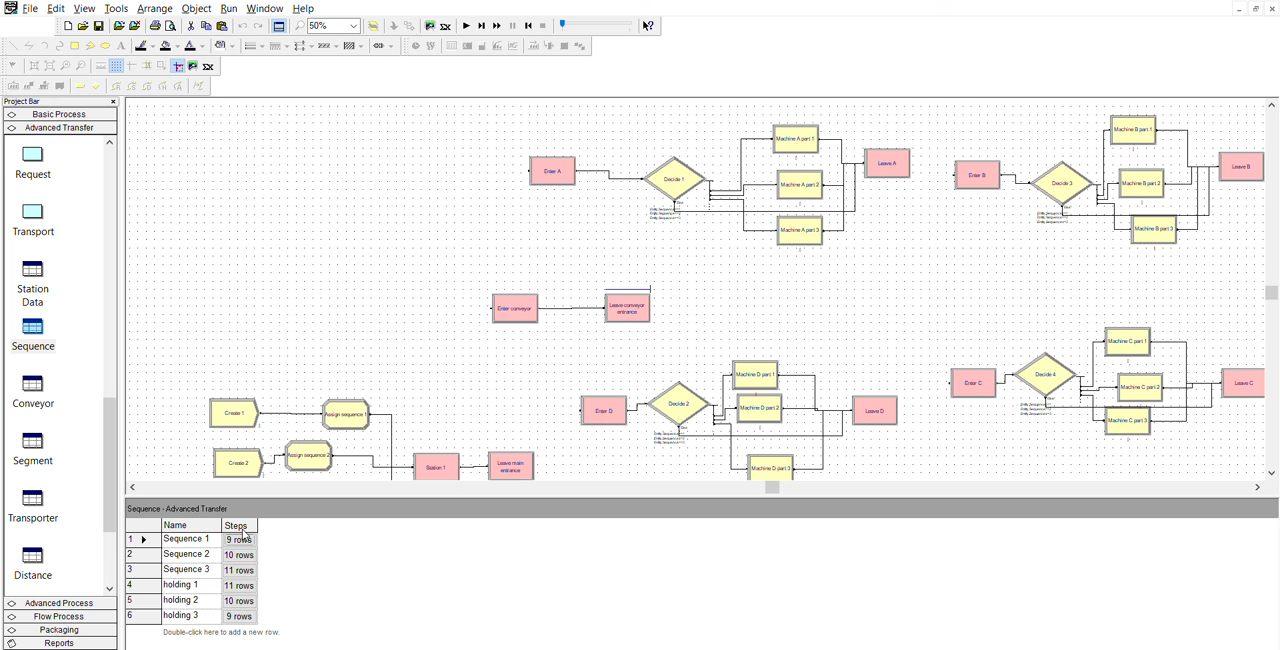 File Edit View Tools Arrange Object Run Window Help
50%
Project Bar
Basic Process
Advanced Transfer
Request
Transport
Station
Data
Sequence
Conveyor
Segment
Transporter
Distance
Advanced Process
Flow Process
Packaging
Reports
Enter A
Decide 1
Machine A part 1
Machine A part 2
Machine A part 3
Leave A
Enter B
Decide 3
Machine B part 1
Machine B part 2
Machine B part 3
Leave B
Enter conveyor
Leave conveyor
entrance
Create 1
Assign sequence 1
Create 2
Assign sequence 2
Station 1
Leave main
entrance
Enter D
Decide 2
Machine D part 1
Machine D part 2
Machine D part 3
Leave D
Enter C
Decide 4
Machine C part 1
Machine C part 2
Machine C part 3
Leave C
Sequence - Advanced Transfer
Name Steps
1 Sequence 1 9 rows
2 Sequence 2 10 rows
3 Sequence 3 11 rows
4 holding 1 11 rows
5 holding 2 10 rows
6 holding 3 9 rows
Double-click here to add a new row.